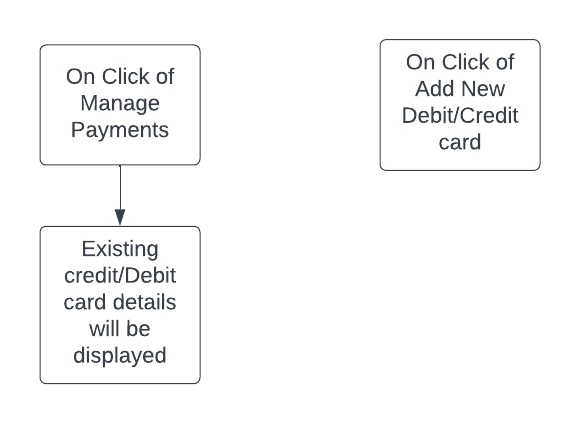 On Click of
Manage
Payments
On Click of
Add New
Debit/Credit
card
Existing
credit/Debit
card details
will be
displayed